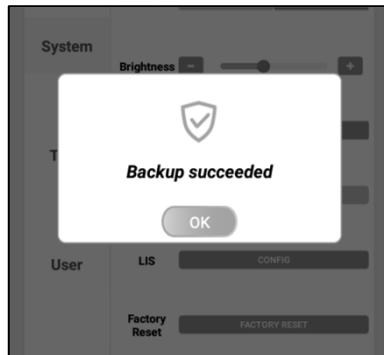 System
Brightness
-
+
T
Backup succeeded
OK
User
LIS
CONFIG
Factory
Reset
FACTORY RESET